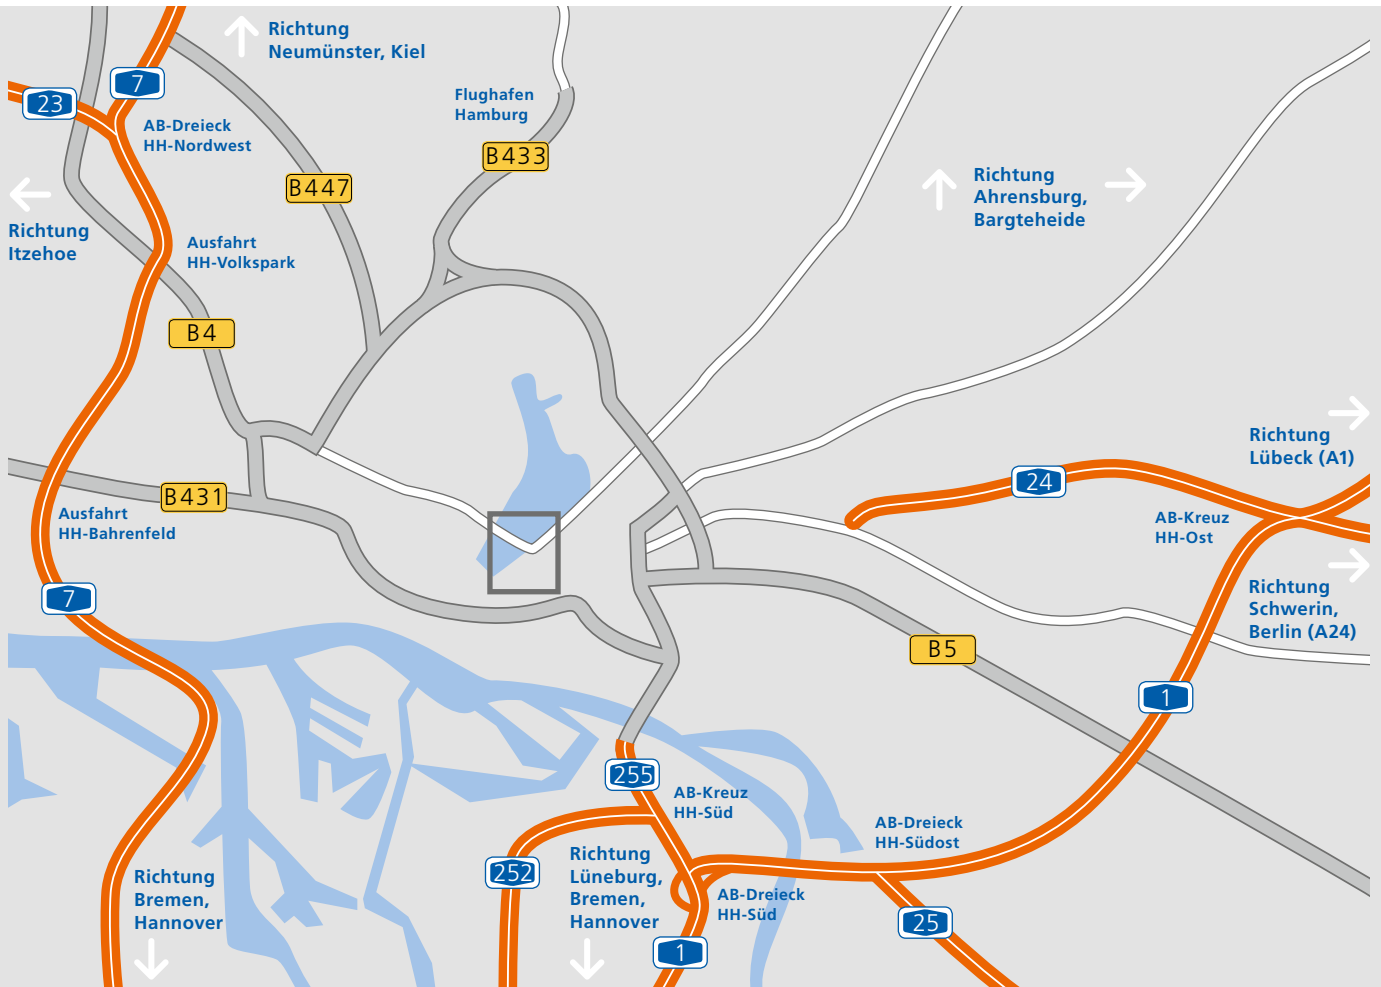 Richtung
Neumünster, Kiel
7
23
Flughafen
Hamburg
AB-Dreieck
HH-Nordwest
B433
B447
Richtung
Ahrensburg,
Bargteheide
Richtung
Itzehoe
Ausfahrt
HH-Volkspark
B4
Richtung
Lübeck (A1)
24
B431
Ausfahrt
HH-Bahrenfeld
AB-Kreuz
HH-Ost
7
Richtung
Schwerin,
Berlin (A24)
B5
1
255
AB-Kreuz
HH-Süd
AB-Dreieck
HH-Südost
252
Richtung
Lüneburg,
Bremen,
Hannover
Richtung
Bremen,
Hannover
AB-Dreieck
HH-Süd
25
1